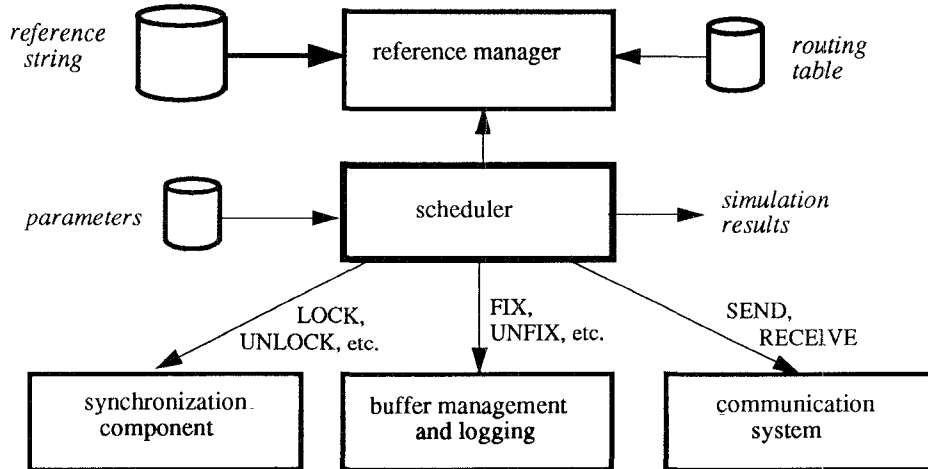 reference
string
reference manager
routing
table
parameters
scheduler
simulation
results
LOCK,
UNLOCK, etc.
FIX,
UNFIX, etc.
SEND,
RECEIVE
synchronization
component
buffer management
and logging
communication
system